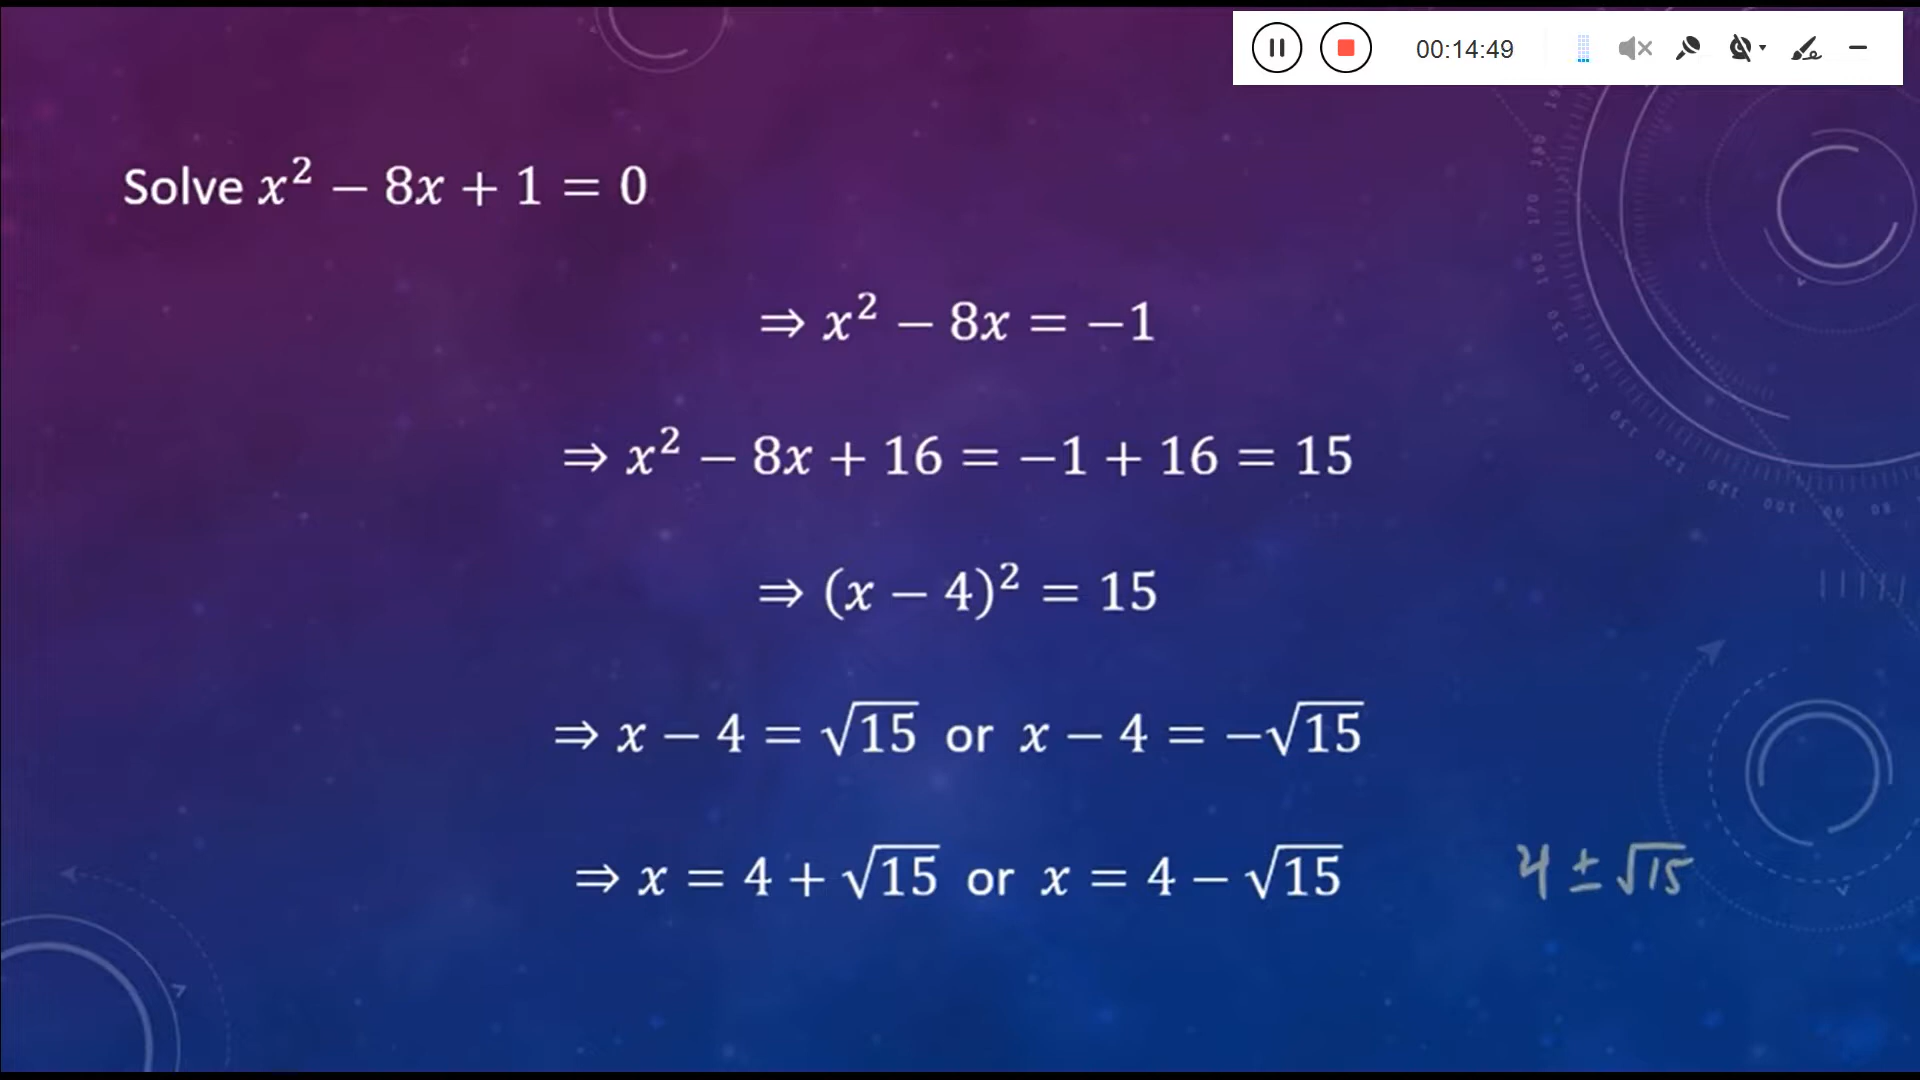 00:14:49
Solve x² − 8x + 1 = 0
⇒ x² − 8x = −1
⇒ x² − 8x + 16 = −1 + 16 = 15
⇒ (x − 4)² = 15
⇒ x − 4 = √15 or x − 4 = −√15
⇒ x = 4 + √15 or x = 4 − √15
4 ± √15